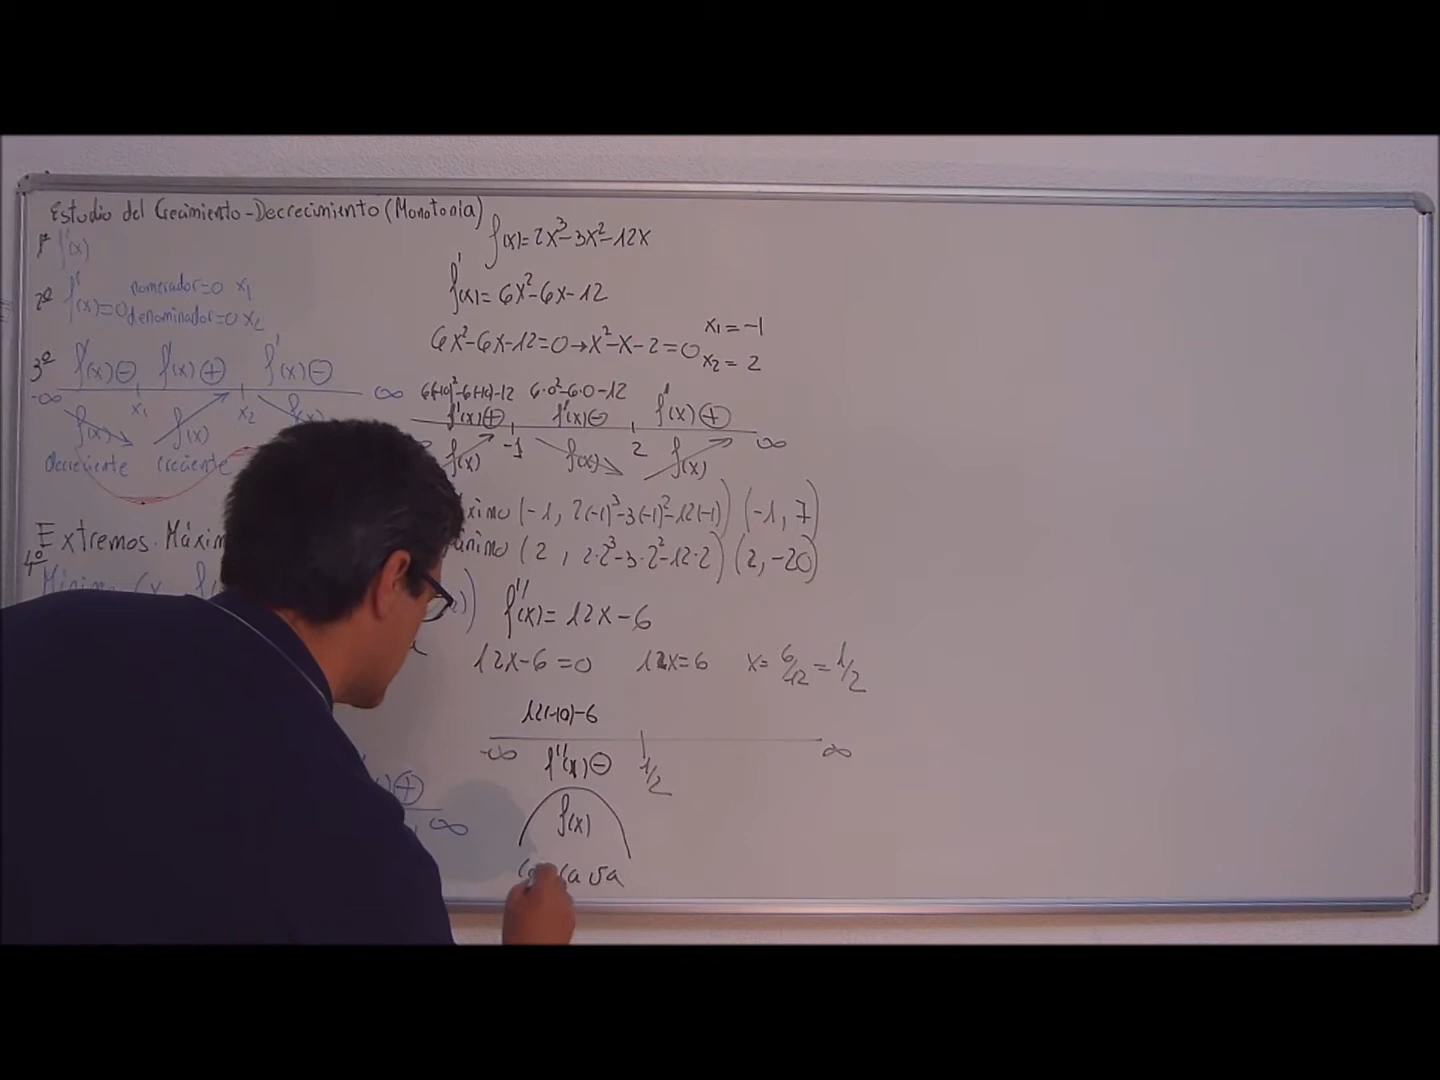 Estudio del Crecimiento-Decrecimiento (Monotonía)
1º f'(x)
2º f'(x)=0 numerador=0 x₁
denominador=0 x₂
3º f'(x)⊖ f'(x)⊕ f'(x)⊖
-∞ x₁ x₂ ∞
f(x) f(x) f(x)
decreciente creciente
Extremos. 
4º
Mínimo (x
f(x)=2x³-3x²-12x
f'(x)=6x²-6x-12
6x²-6x-12=0→x²-x-2=0 x₁=-1
x₂=2
6(-10)²-6(-10)-12 6·0²-6·0-12
f'(x)⊕ f'(x)⊖ f'(x)⊕
-1 2 ∞
f(x) f(x) f(x)
(-1, 2(-1)³-3(-1)²-12(-1)) (-1, 7)
(2, 2·2³-3·2²-12·2) (2, -20)
f''(x)=12x-6
12x-6=0 12x=6 x=6/12=1/2
12(-10)-6
-∞ f''(x)⊖ 1/2 ∞
⊕
∞
f(x)